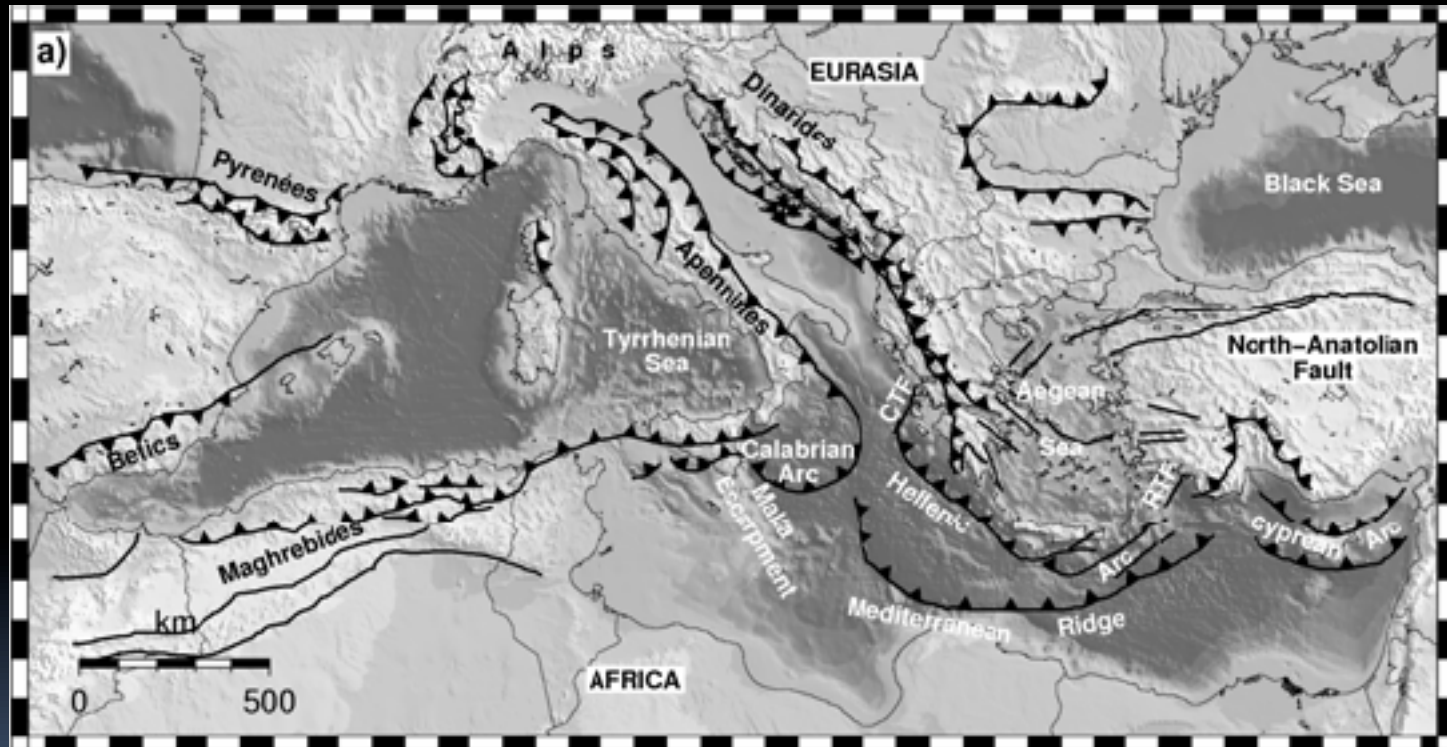 a)
Alps
EURASIA
Dinarides
Pyrenées
Black Sea
Apennines
Tyrrhenian
Sea
North-Anatolian
Fault
CTF
Aegean
Sea
Betics
Calabrian
Arc
Malta
Escarpment
Hellenic
Arc
RTF
cyprean Arc
Maghrebides
Mediterranean Ridge
km
0 500
AFRICA